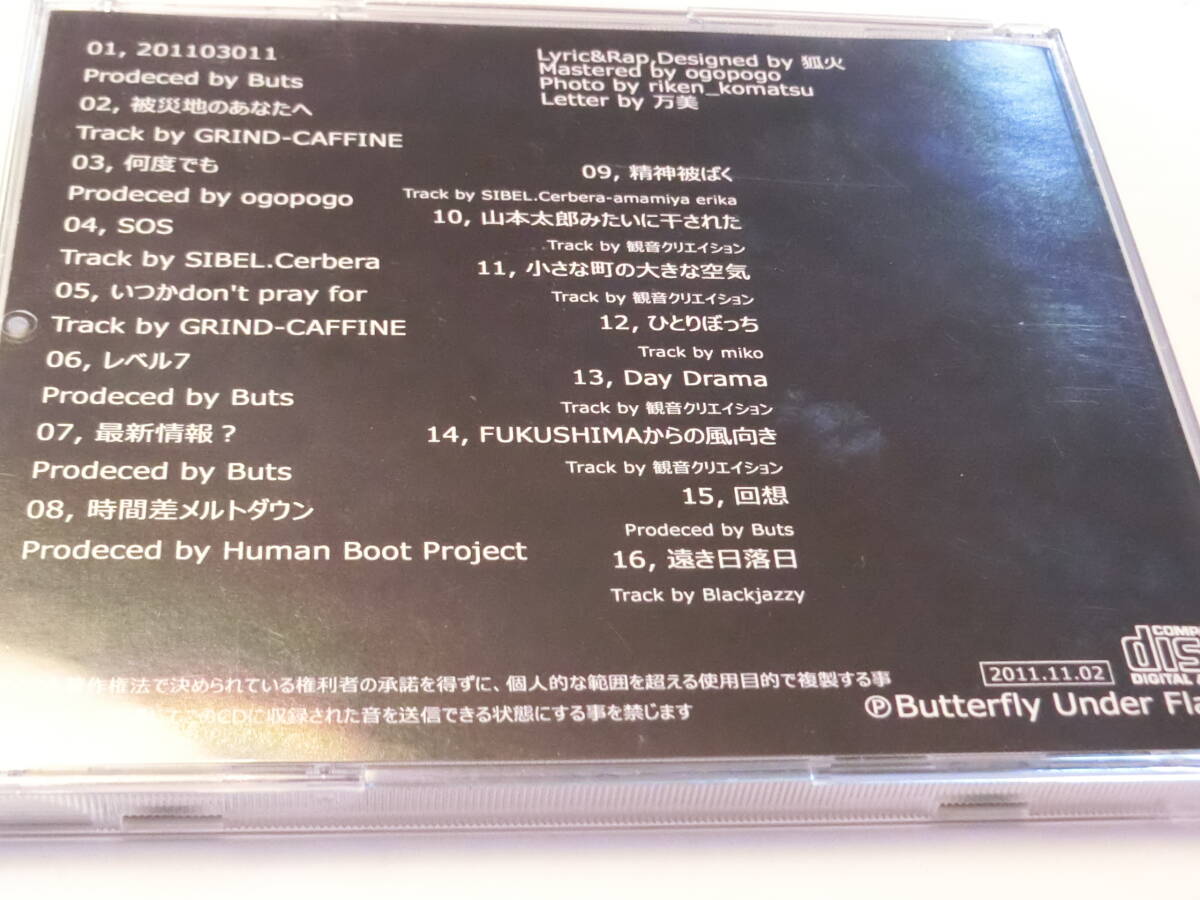 01, 201103011
Prodeced by Buts
02, 被災地のあなたへ
Track by GRIND-CAFFINE
03, 何度でも
Prodeced by ogopogo
04, SOS
Track by SIBEL.Cerbera
05, いつかdon't pray for
Track by GRIND-CAFFINE
06, レベル7
Prodeced by Buts
07, 最新情報？
Prodeced by Buts
08, 時間差メルトダウン
Prodeced by Human Boot Project
Lyric&Rap,Designed by 狐火
Mastered by ogopogo
Photo by riken_komatsu
Letter by 万美
09, 精神被ばく
Track by SIBEL.Cerbera-amamiya erika
10, 山本太郎みたいに干された
Track by 観音クリエイション
11, 小さな町の大きな空気
Track by 観音クリエイション
12, ひとりぼっち
Track by miko
13, Day Drama
Track by 観音クリエイション
14, FUKUSHIMAからの風向き
Track by 観音クリエイション
15, 回想
Prodeced by Buts
16, 遠き日落日
Track by Blackjazzy
作権法で決められている権利者の承諾を得ずに、個人的な範囲を超える使用目的で複製する事
てこのCDに収録された音を送信できる状態にする事を禁じます
2011.11.02
DIGITAL
ⓅButterfly Under